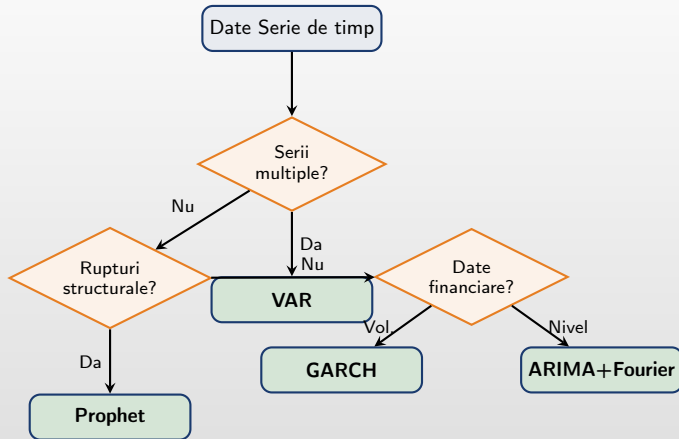 Date Serie de timp
Serii
multiple?
Nu
Da
Nu
Rupturi
structurale?
Date
financiare?
VAR
Vol.
Nivel
Da
GARCH
ARIMA+Fourier
Prophet